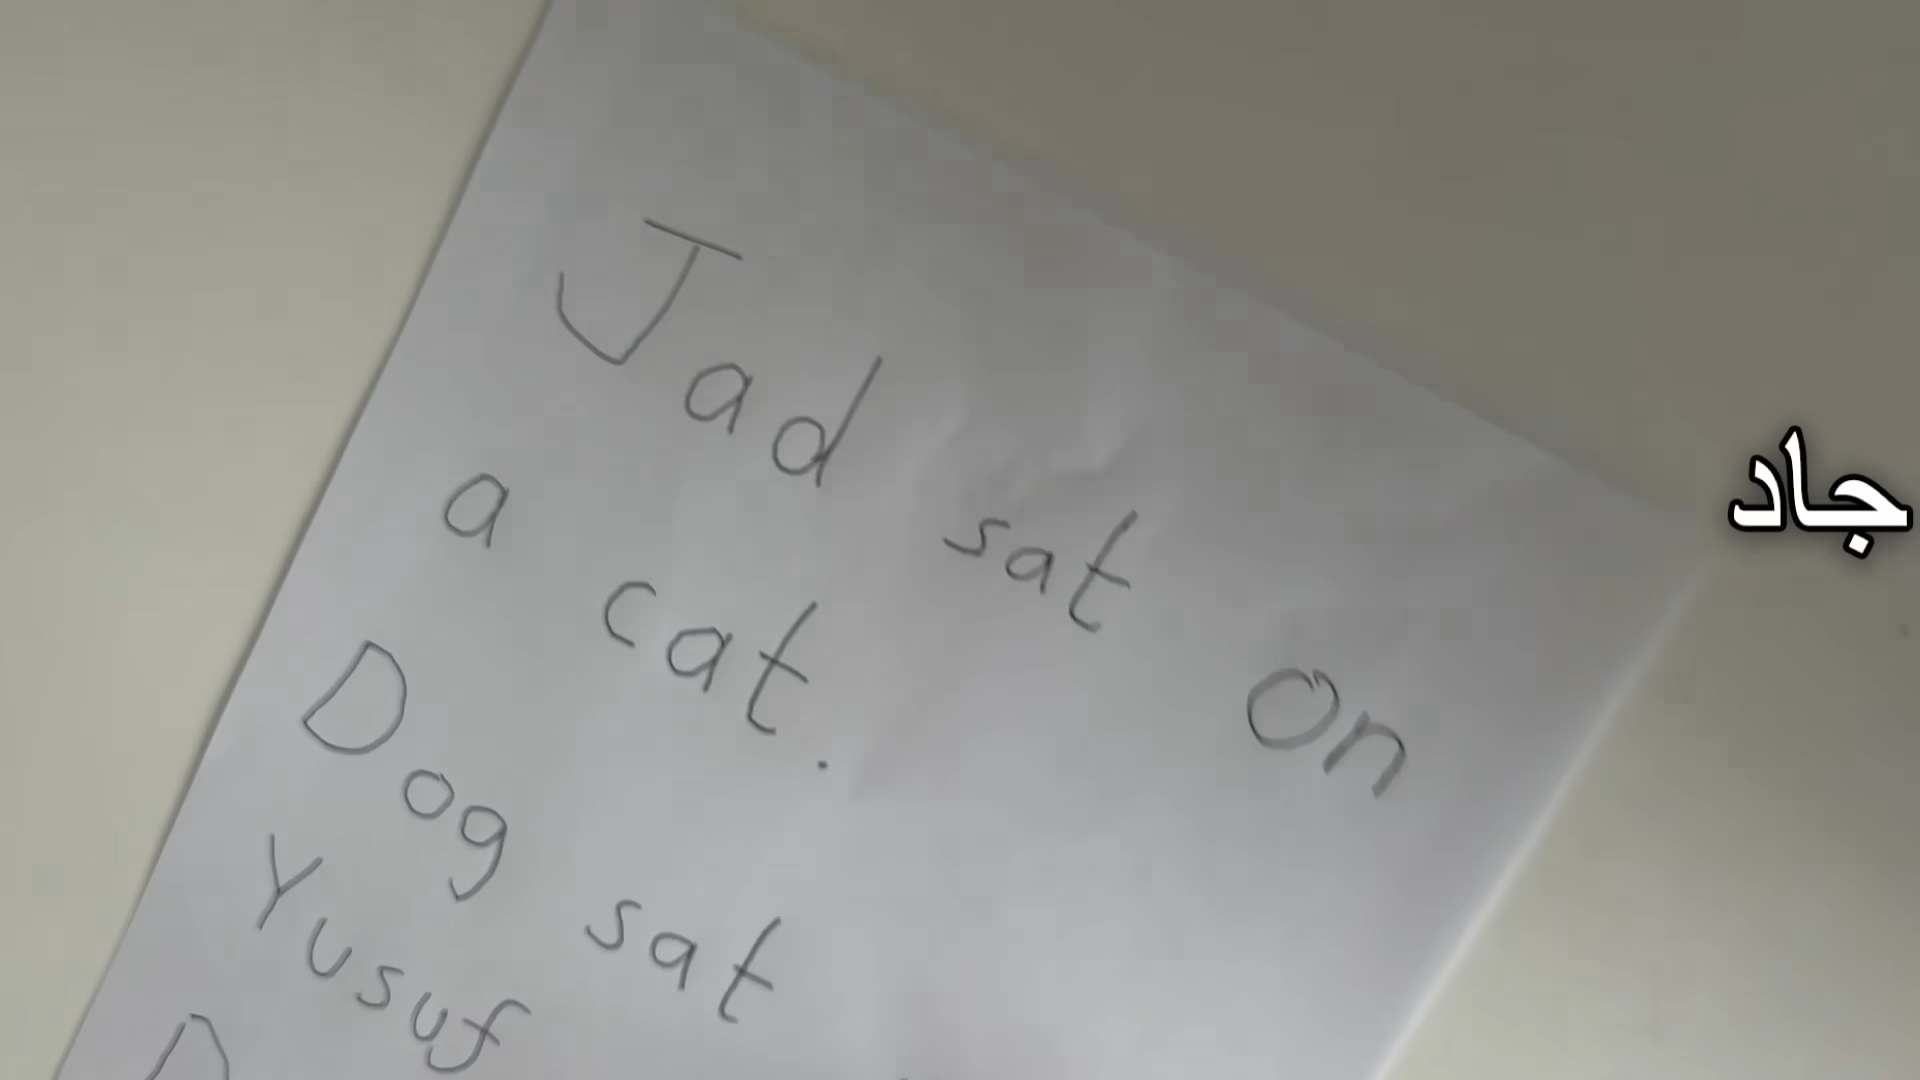 Jad sat on
a cat.
Dog sat
Yusuf
جاد